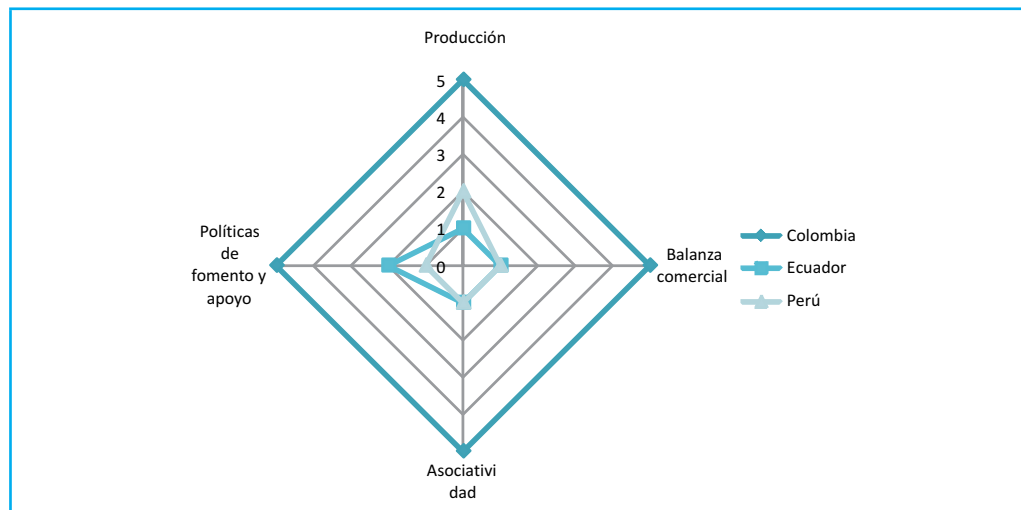 Producción
5
4
3
2
1
0
Políticas
de
fomento y
apoyo
Balanza
comercial
Asociativi
dad
Colombia
Ecuador
Perú